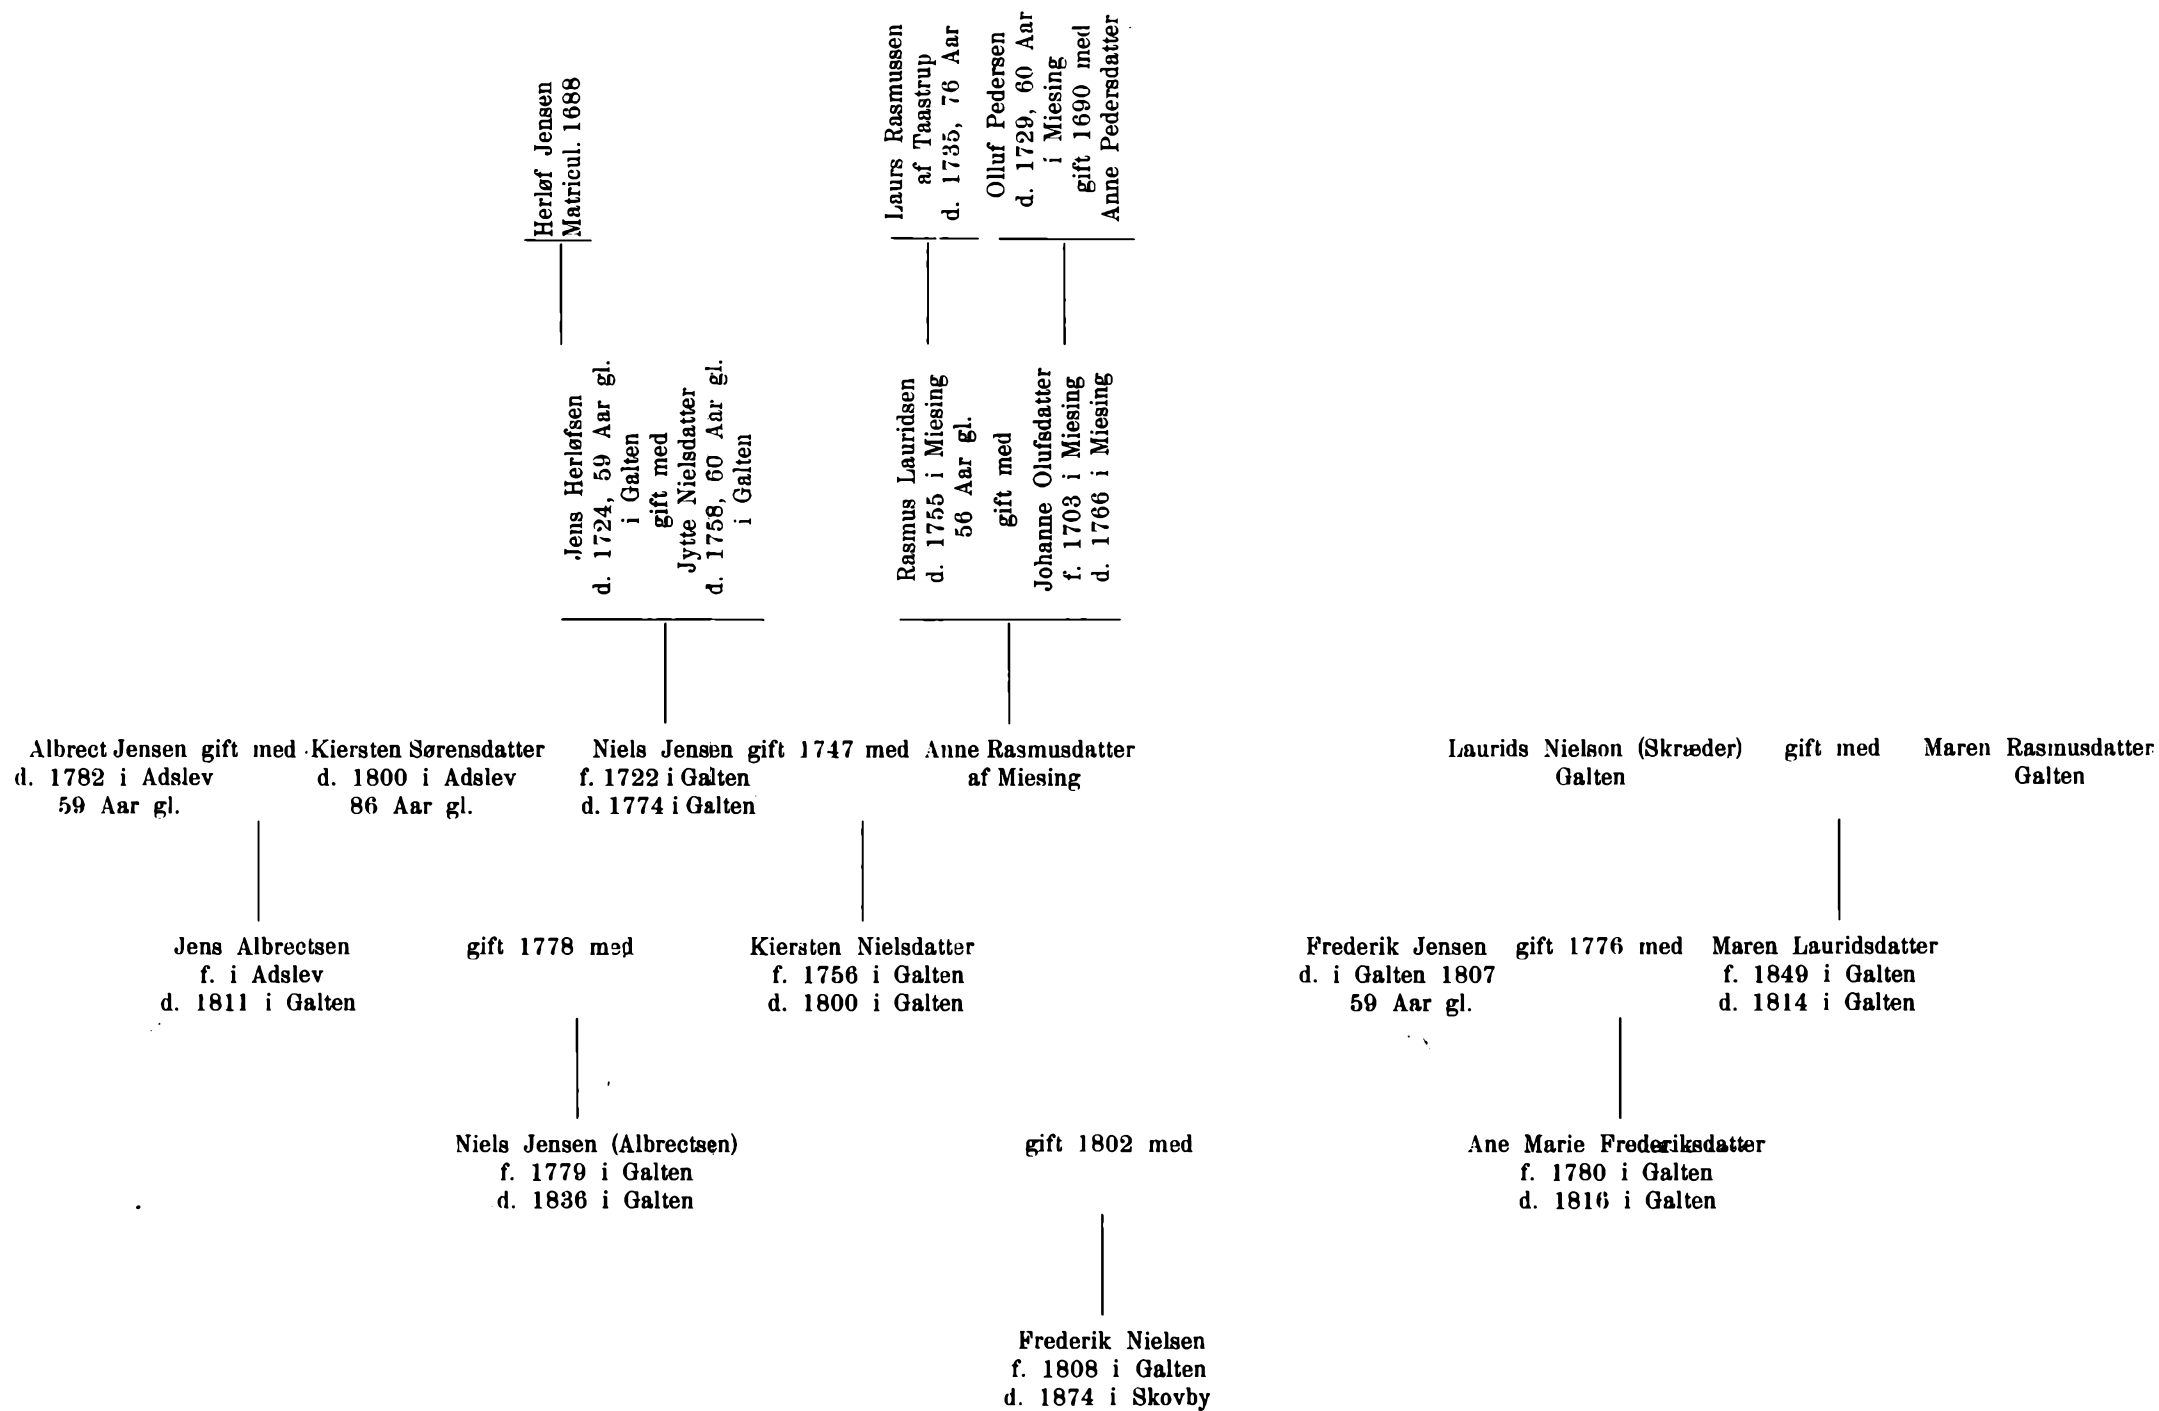 Herløf Jensen
Matricul. 1688
Laurs Rasmussen
af Taastrup
d. 1735, 76 Aar
Olluf Pedersen
d. 1729, 60 Aar
i Miesing
gift 1690 med
Anne Pedersdatter
Jens Herløfsen
d. 1724, 59 Aar gl.
i Galten
gift med
Jytte Nielsdatter
d. 1758, 60 Aar gl.
i Galten
Rasmus Lauridsen
d. 1755 i Miesing
56 Aar gl.
gift med
Johanne Olufsdatter
f. 1703 i Miesing
d. 1766 i Miesing
Albrect Jensen gift med Kiersten Sørensdatter
d. 1782 i Adslev
59 Aar gl.
d. 1800 i Adslev
86 Aar gl.
Niels Jensen gift 1747 med Anne Rasmusdatter
f. 1722 i Galten
d. 1774 i Galten
af Miesing
Laurids Nielson (Skræder) gift med Maren Rasmusdatter
Galten
Galten
Jens Albrectsen
f. i Adslev
d. 1811 i Galten
gift 1778 med
Kiersten Nielsdatter
f. 1756 i Galten
d. 1800 i Galten
Frederik Jensen
d. i Galten 1807
59 Aar gl.
gift 1776 med
Maren Lauridsdatter
f. 1849 i Galten
d. 1814 i Galten
Niels Jensen (Albrectsen)
f. 1779 i Galten
d. 1836 i Galten
gift 1802 med
Ane Marie Frederiksdatter
f. 1780 i Galten
d. 1816 i Galten
Frederik Nielsen
f. 1808 i Galten
d. 1874 i Skovby